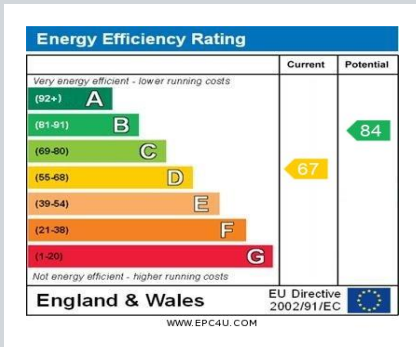 Energy Efficiency Rating
Current Potential
Very energy efficient - lower running costs
(92+) A
(81-91) B
84
(69-80) C
(55-68) D
67
(39-54) E
(21-38) F
(1-20) G
Not energy efficient - higher running costs
England & Wales
EU Directive
2002/91/EC
WWW.EPC4U.COM